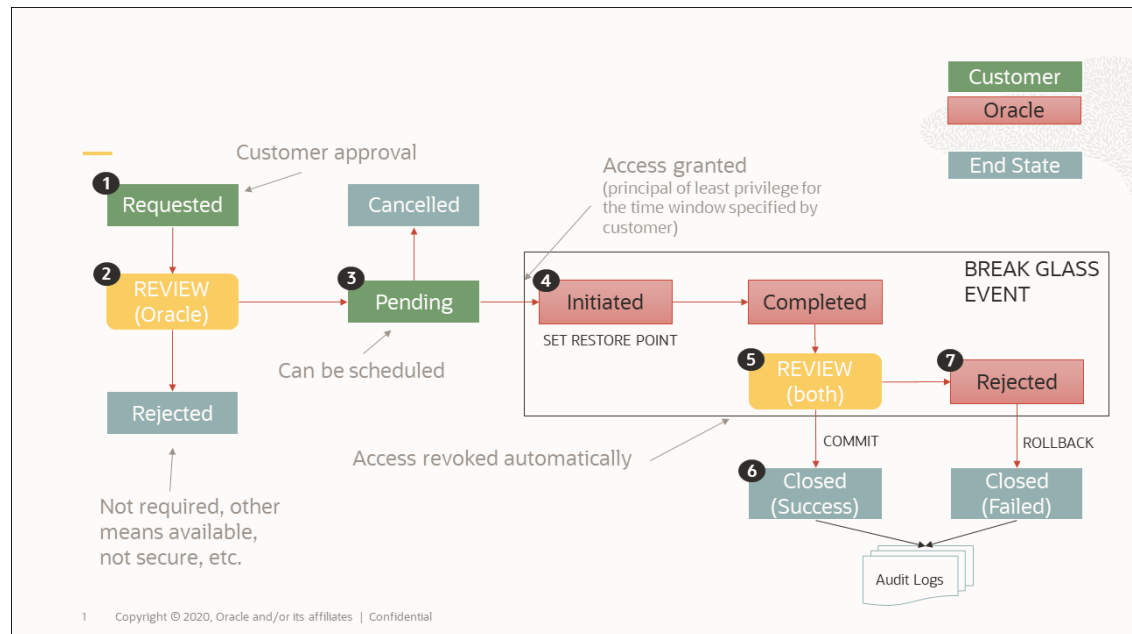 Customer
Oracle
End State
Customer approval
1
Requested
Cancelled
Access granted
(principal of least privilege for
the time window specified by
customer)
2
REVIEW
(Oracle)
3
Pending
BREAK GLASS
EVENT
4
Initiated
Completed
SET RESTORE POINT
5
REVIEW
(both)
7
Rejected
Can be scheduled
Rejected
Access revoked automatically
COMMIT
ROLLBACK
6
Closed
(Success)
Closed
(Failed)
Not required, other
means available,
not secure, etc.
Audit Logs
1 Copyright © 2020, Oracle and/or its affiliates | Confidential